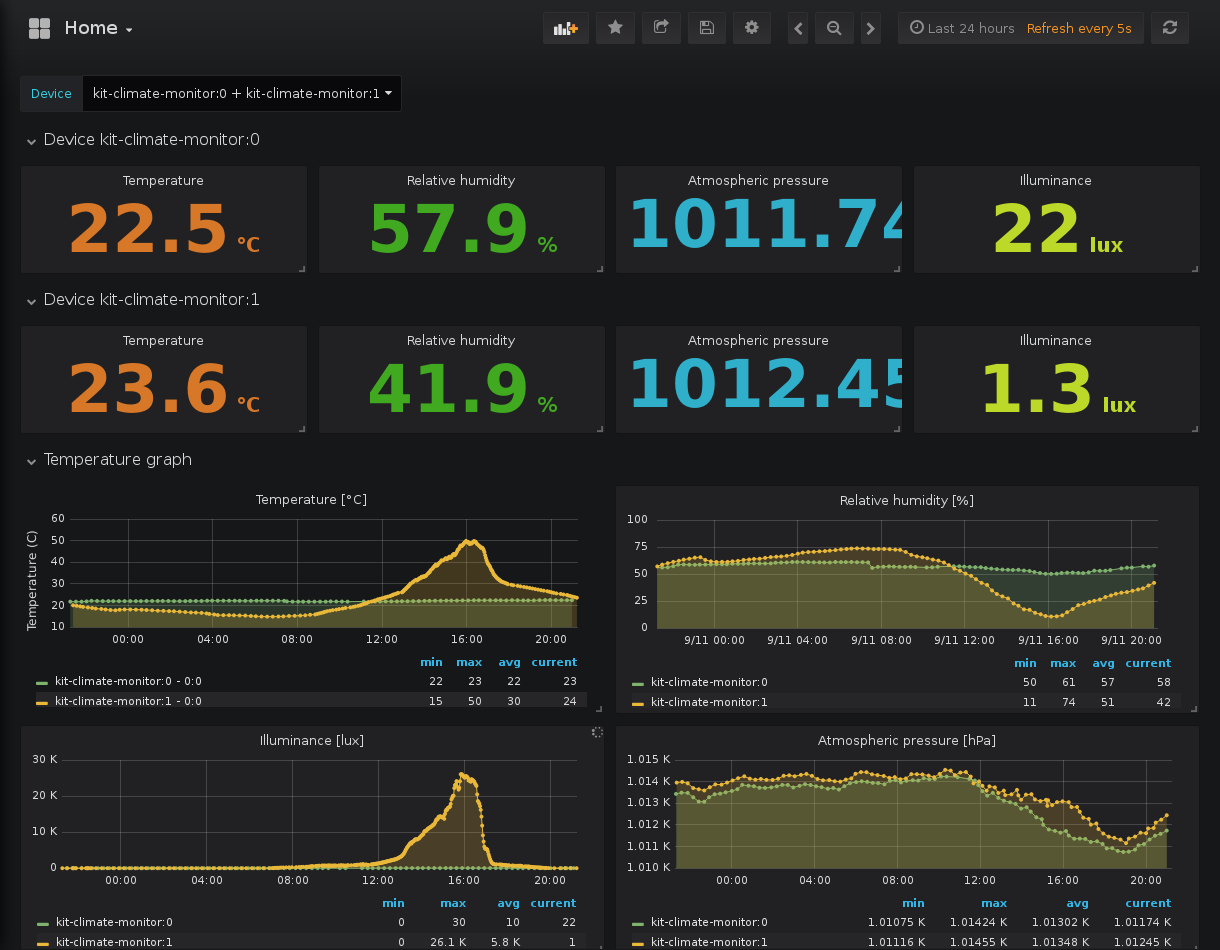 Home
Last 24 hours Refresh every 5s
Device kit-climate-monitor:0 + kit-climate-monitor:1
Device kit-climate-monitor:0
Temperature Relative humidity Atmospheric pressure Illuminance
22.5 °C 57.9 % 1011.74 22 lux
Device kit-climate-monitor:1
Temperature Relative humidity Atmospheric pressure Illuminance
23.6 °C 41.9 % 1012.45 1.3 lux
Temperature graph
Temperature [°C]
Temperature (C)
60
50
40
30
20
10
00:00 04:00 08:00 12:00 16:00 20:00
min max avg current
kit-climate-monitor:0 - 0:0 22 23 22 23
kit-climate-monitor:1 - 0:0 15 50 30 24
Relative humidity [%]
100
75
50
25
0
9/11 00:00 9/11 04:00 9/11 08:00 9/11 12:00 9/11 16:00 9/11 20:00
min max avg current
kit-climate-monitor:0 50 61 57 58
kit-climate-monitor:1 11 74 51 42
Illuminance [lux]
30 K
20 K
10 K
0
00:00 04:00 08:00 12:00 16:00 20:00
min max avg current
kit-climate-monitor:0 0 30 10 22
kit-climate-monitor:1 0 26.1 K 5.8 K 1
Atmospheric pressure [hPa]
1.015 K
1.014 K
1.013 K
1.012 K
1.011 K
1.010 K
00:00 04:00 08:00 12:00 16:00 20:00
min max avg current
kit-climate-monitor:0 1.01075 K 1.01424 K 1.01302 K 1.01174 K
kit-climate-monitor:1 1.01116 K 1.01455 K 1.01348 K 1.01245 K